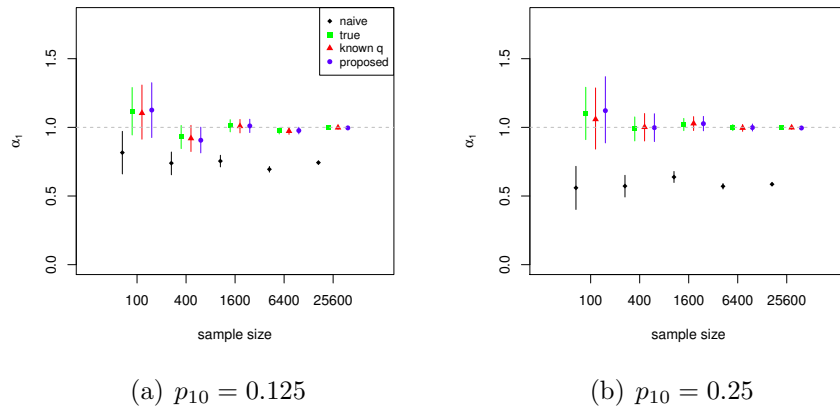 naive
true
known q
proposed
α₁
0.0 0.5 1.0 1.5
100 400 1600 6400 25600
sample size
(a) p₁₀ = 0.125
α₁
0.0 0.5 1.0 1.5
100 400 1600 6400 25600
sample size
(b) p₁₀ = 0.25